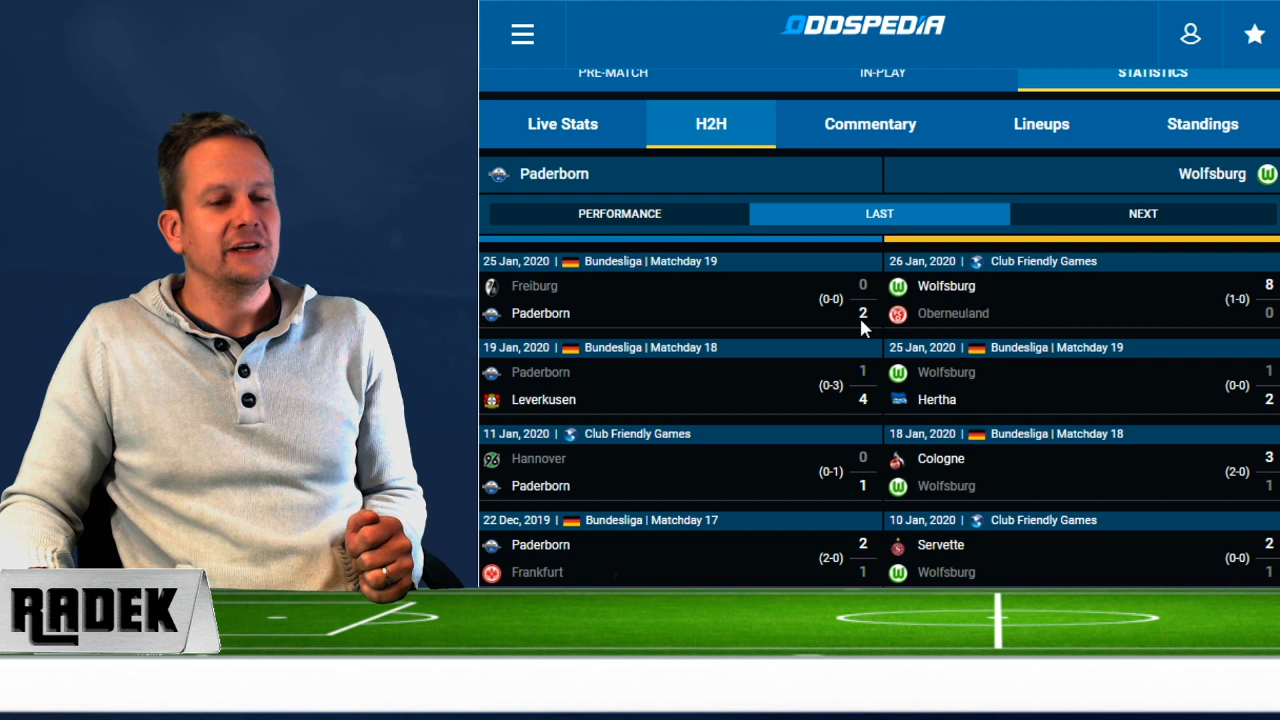 ODDSPEDIA
PRE-MATCH IN-PLAY STATISTICS
Live Stats H2H Commentary Lineups Standings
Paderborn Wolfsburg W
PERFORMANCE LAST NEXT
25 Jan, 2020 | Bundesliga | Matchday 19
Freiburg 0
(0-0)
Paderborn 2
19 Jan, 2020 | Bundesliga | Matchday 18
Paderborn 1
(0-3)
Leverkusen 4
11 Jan, 2020 | Club Friendly Games
96 Hannover 0
(0-1)
Paderborn 1
22 Dec, 2019 | Bundesliga | Matchday 17
Paderborn 2
(2-0)
Frankfurt 1
26 Jan, 2020 | Club Friendly Games
W Wolfsburg 8
(1-0)
Oberneuland 0
25 Jan, 2020 | Bundesliga | Matchday 19
W Wolfsburg 1
(0-0)
Hertha 2
18 Jan, 2020 | Bundesliga | Matchday 18
Cologne 3
(2-0)
W Wolfsburg 1
10 Jan, 2020 | Club Friendly Games
Servette 2
(0-0)
W Wolfsburg 1
RADEK